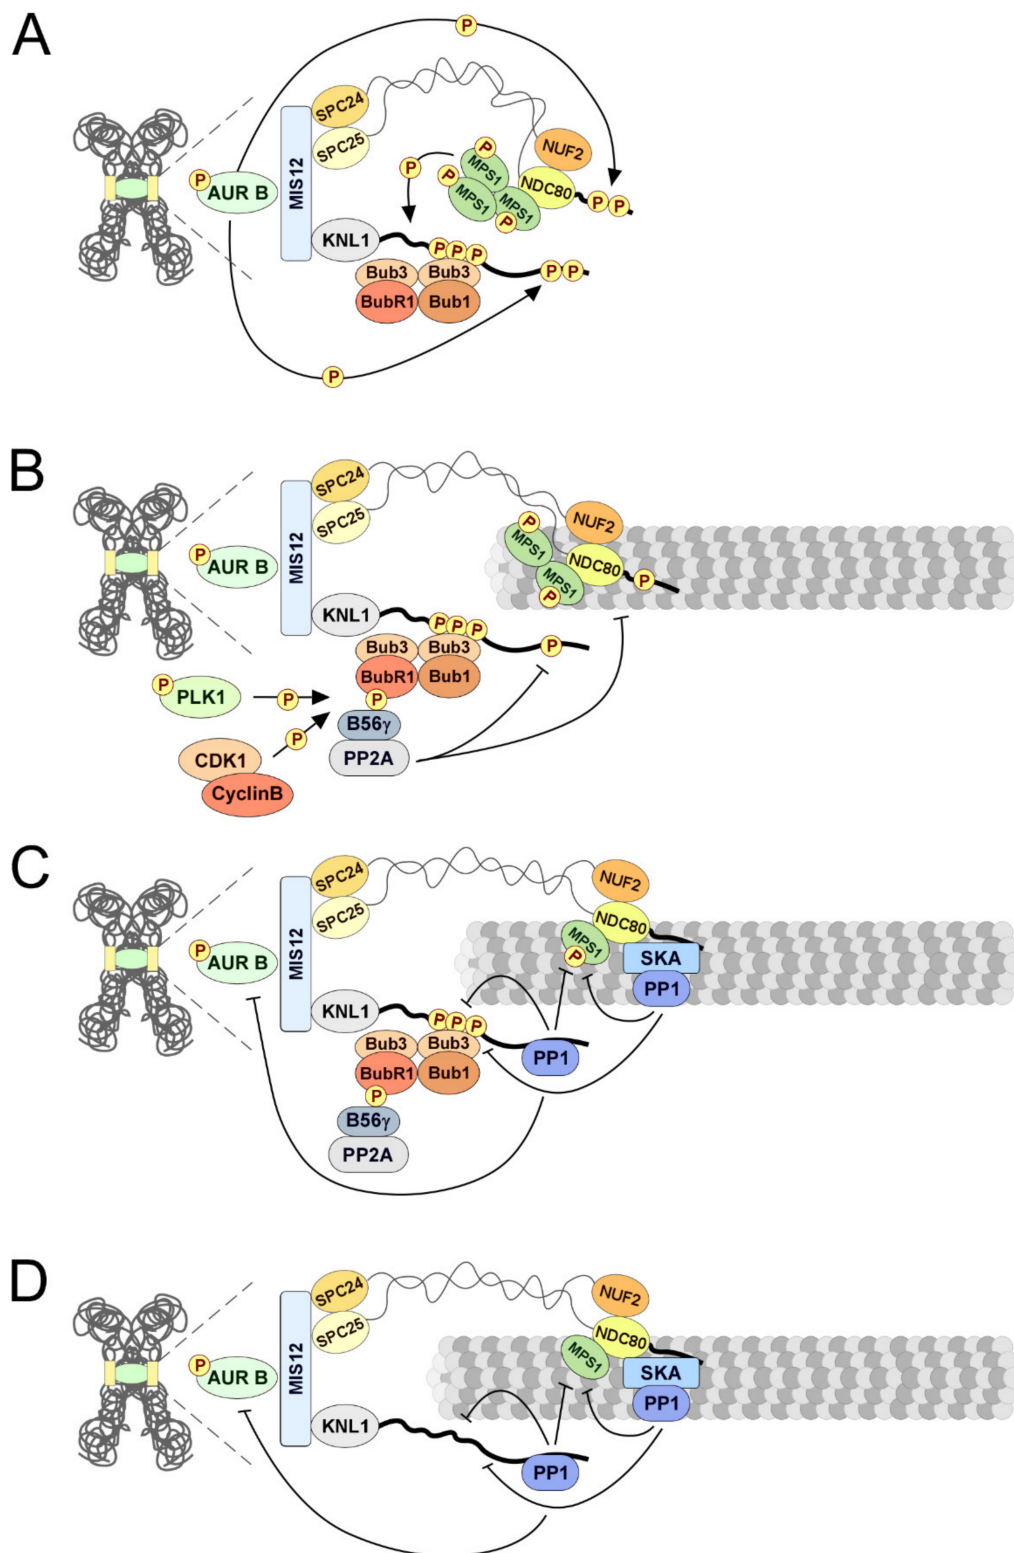 A
P
SPC24
SPC25
NUF2
P
MPS1
P
P
MPS1
MPS1
P
NDC80
P P
P
AUR B
MIS12
KNL1
P P P
Bub3
Bub3
BubR1
Bub1
P P
P
B
SPC24
SPC25
NUF2
P
MPS1
MPS1
P
NDC80
P
P
AUR B
MIS12
KNL1
P P P
Bub3
Bub3
BubR1
Bub1
P
P
PLK1
P
P
B56γ
PP2A
P
CDK1
CyclinB
C
SPC24
SPC25
NUF2
NDC80
MPS1
P
SKA
PP1
P
AUR B
MIS12
KNL1
P P P
Bub3
Bub3
BubR1
Bub1
PP1
P
B56γ
PP2A
D
SPC24
SPC25
NUF2
NDC80
MPS1
SKA
PP1
P
AUR B
MIS12
KNL1
PP1